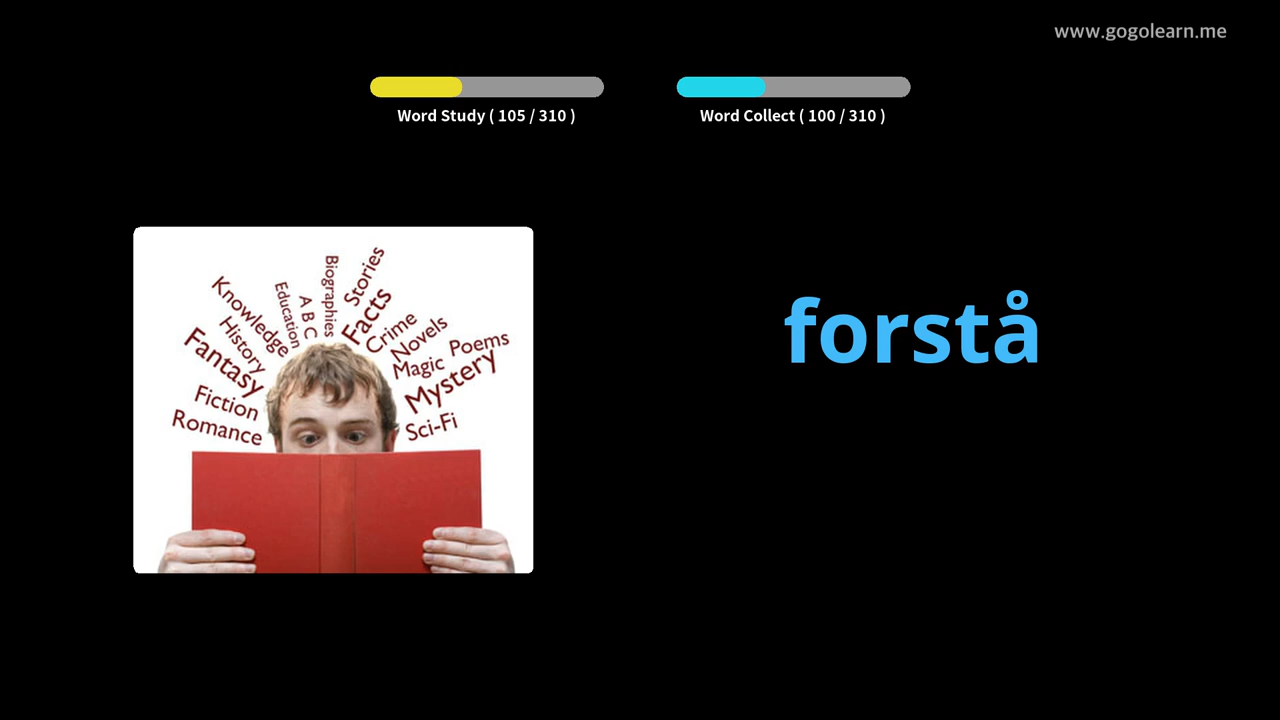 www.gogolearn.me
Word Study ( 105 / 310 )
Word Collect ( 100 / 310 )
forstå
Romance
Fiction
Fantasy
History
Knowledge
Education
A B C
Biographies
Stories
Facts
Crime
Novels
Magic
Poems
Mystery
Sci-Fi